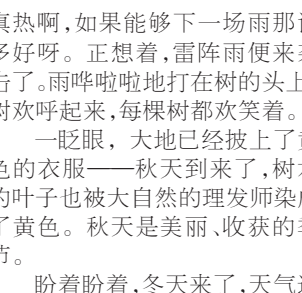 真热啊,如果能够下一场雨那
多好呀。正想着,雷阵雨便来
了。雨哗啦啦地打在树的头上
树欢呼起来,每棵树都欢笑着。
一眨眼,大地已经披上了
色的衣服——秋天到来了,树
的叶子也被大自然的理发师染
了黄色。秋天是美丽、收获的
节。
盼着盼着,冬天来了,天气